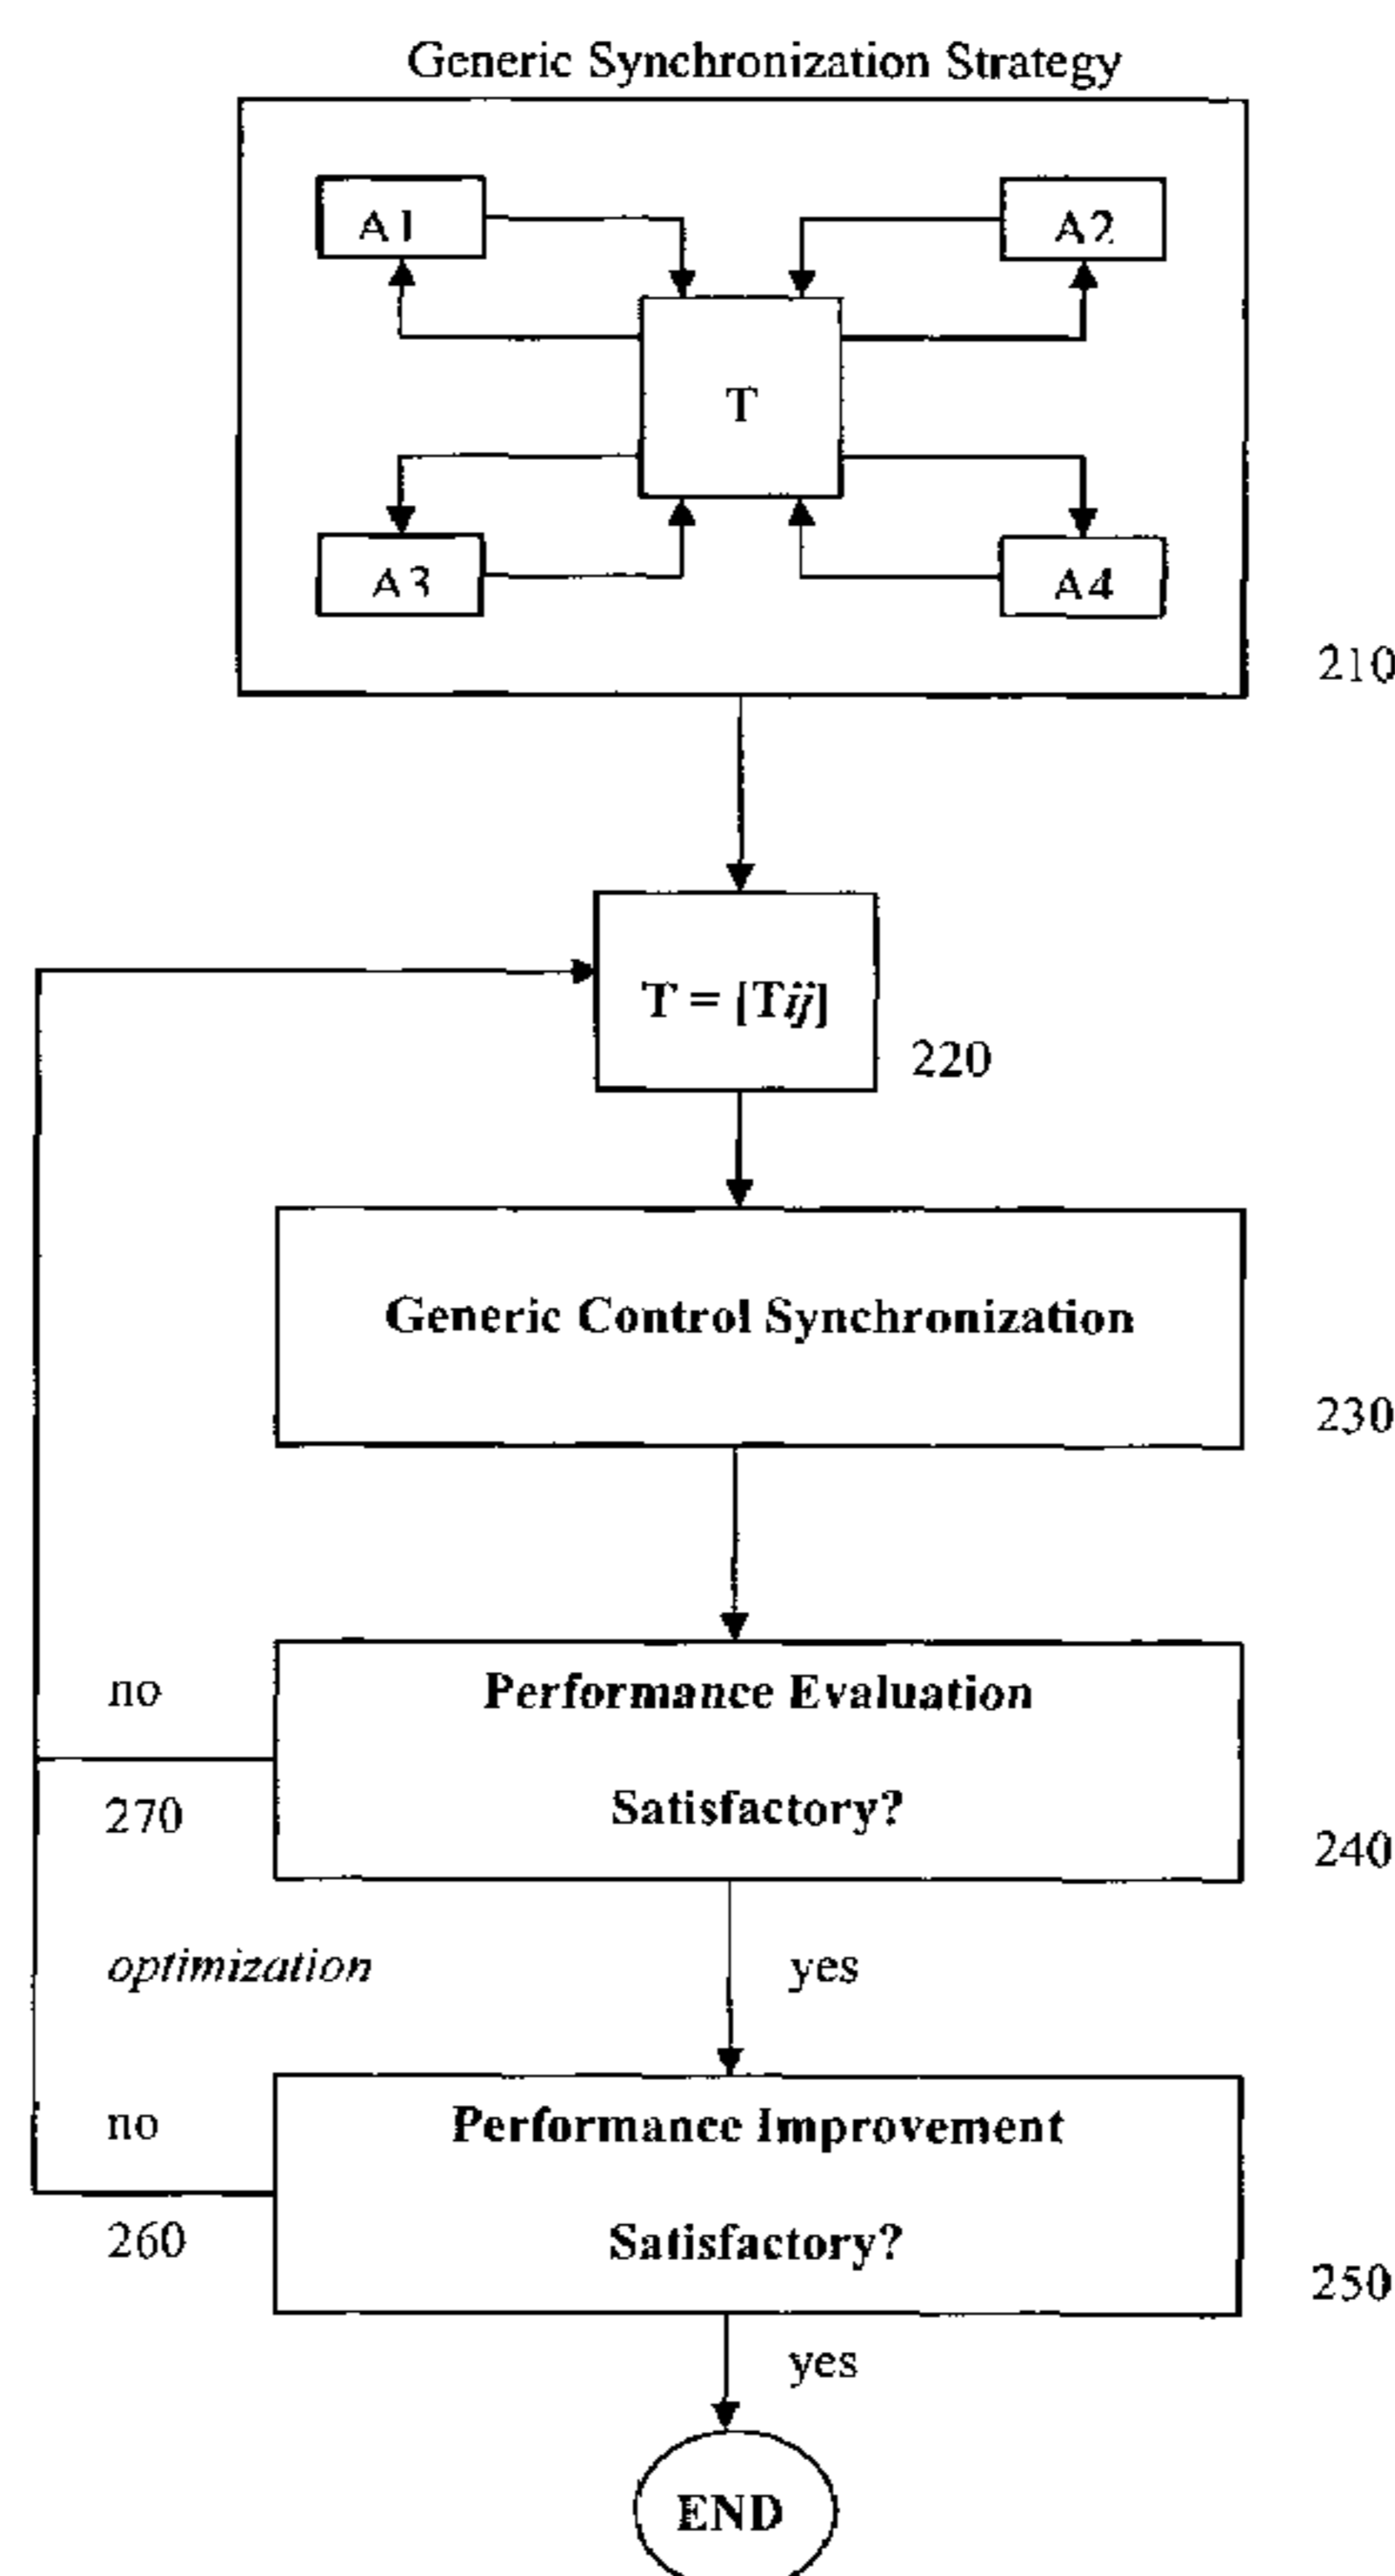 Generic Synchronization Strategy
A1
A2
T
A3
A4
210
T = [Tij]
220
Generic Control Synchronization
230
no
Performance Evaluation
270
Satisfactory?
240
optimization
yes
no
Performance Improvement
260
Satisfactory?
250
yes
END